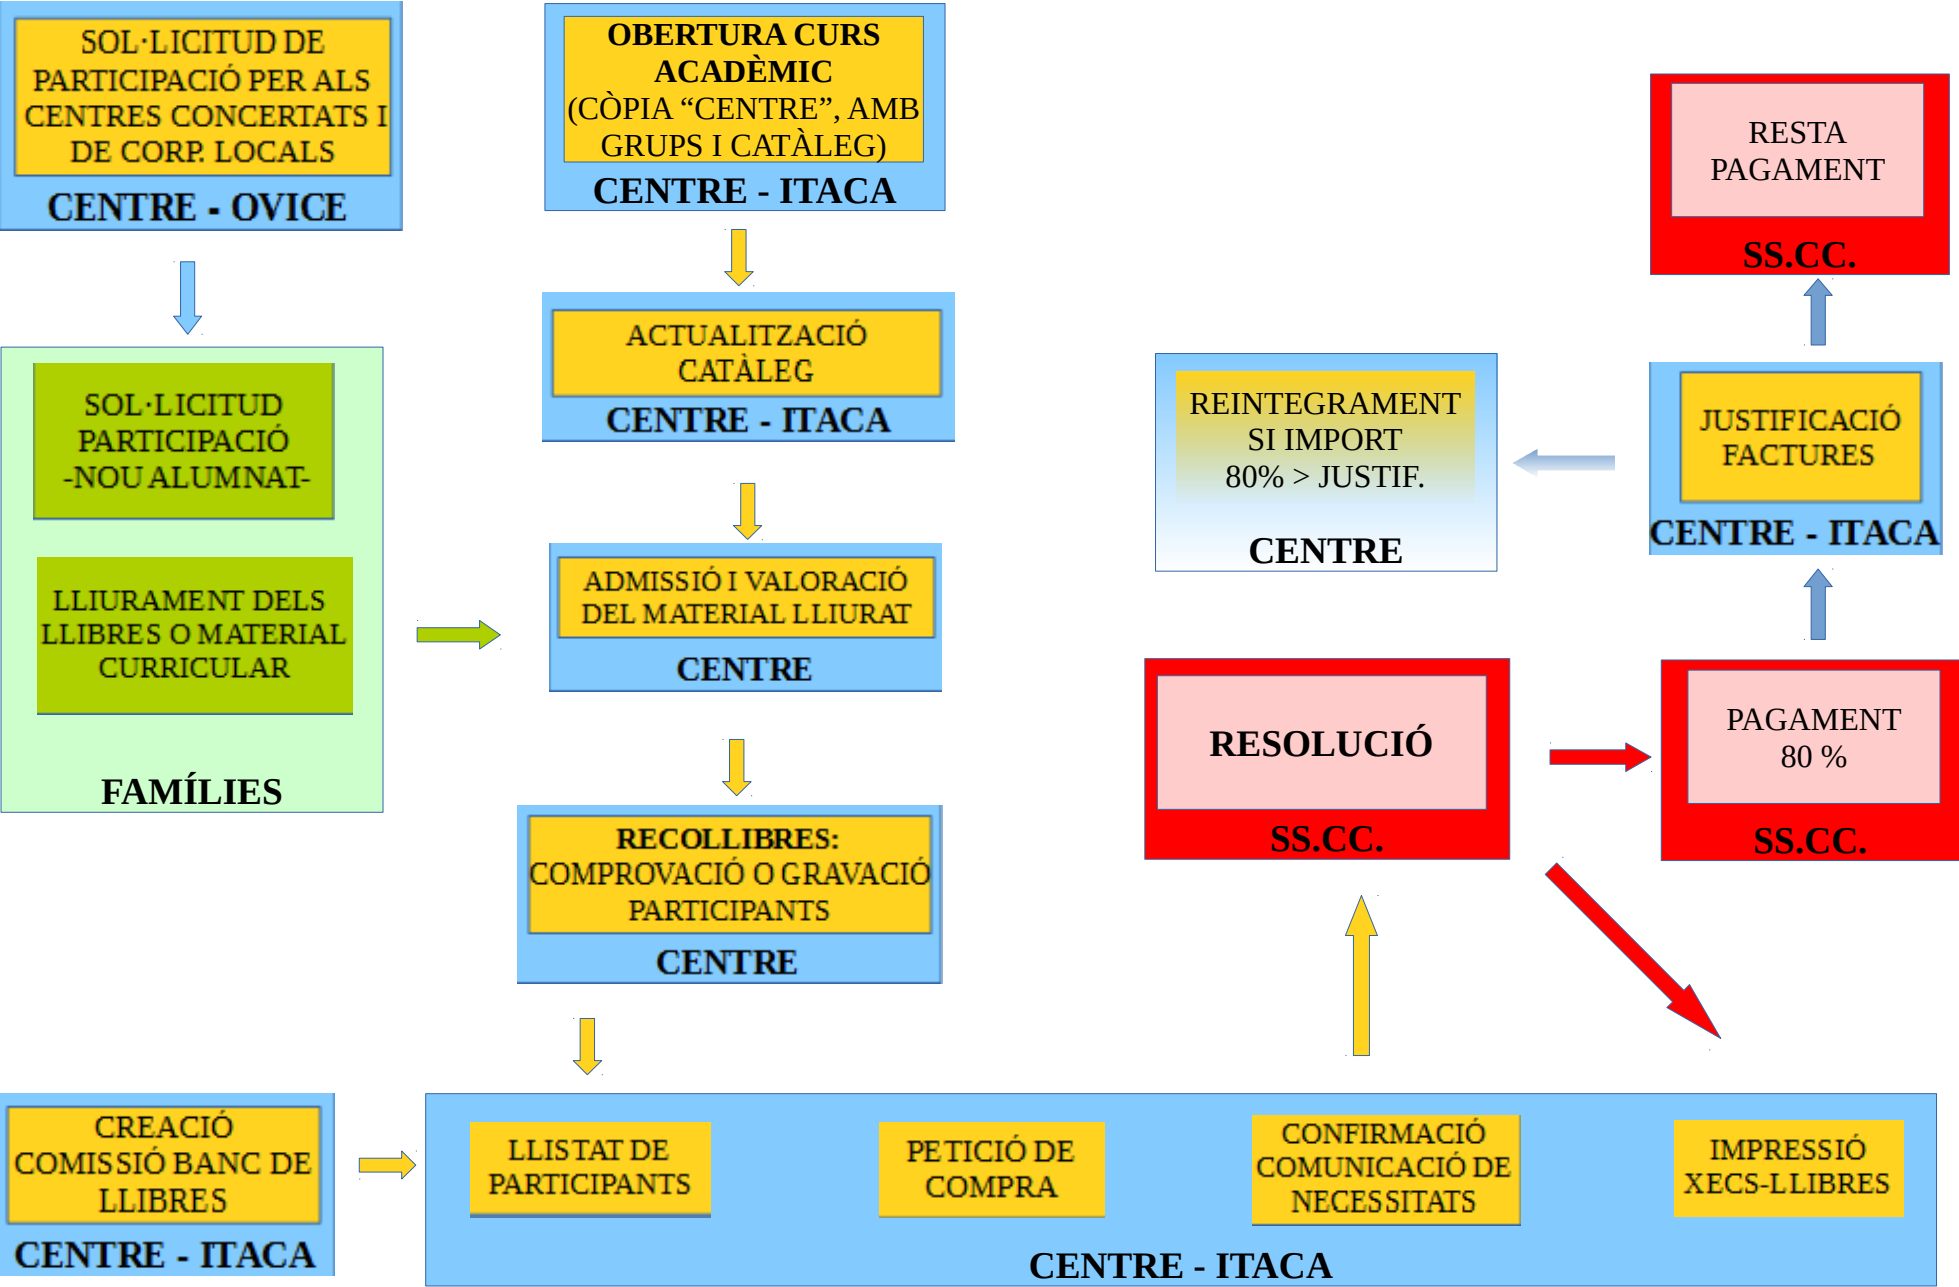 SOL·LICITUD DE
PARTICIPACIÓ PER ALS
CENTRES CONCERTATS I
DE CORP. LOCALS
CENTRE - OVICE
OBERTURA CURS
ACADÈMIC
(CÒPIA “CENTRE”, AMB
GRUPS I CATÀLEG)
CENTRE - ITACA
RESTA
PAGAMENT
SS.CC.
ACTUALITZACIÓ
CATÀLEG
CENTRE - ITACA
SOL·LICITUD
PARTICIPACIÓ
-NOU ALUMNAT-
LLIURAMENT DELS
LLIBRES O MATERIAL
CURRICULAR
FAMÍLIES
REINTEGRAMENT
SI IMPORT
80% > JUSTIF.
CENTRE
JUSTIFICACIÓ
FACTURES
CENTRE - ITACA
ADMISSIÓ I VALORACIÓ
DEL MATERIAL LLIURAT
CENTRE
RESOLUCIÓ
SS.CC.
PAGAMENT
80 %
SS.CC.
RECOLLIBRES:
COMPROVACIÓ O GRAVACIÓ
PARTICIPANTS
CENTRE
CREACIÓ
COMISSIÓ BANC DE
LLIBRES
CENTRE - ITACA
LLISTAT DE
PARTICIPANTS
PETICIÓ DE
COMPRA
CONFIRMACIÓ
COMUNICACIÓ DE
NECESSITATS
IMPRESSIÓ
XECS-LLIBRES
CENTRE - ITACA